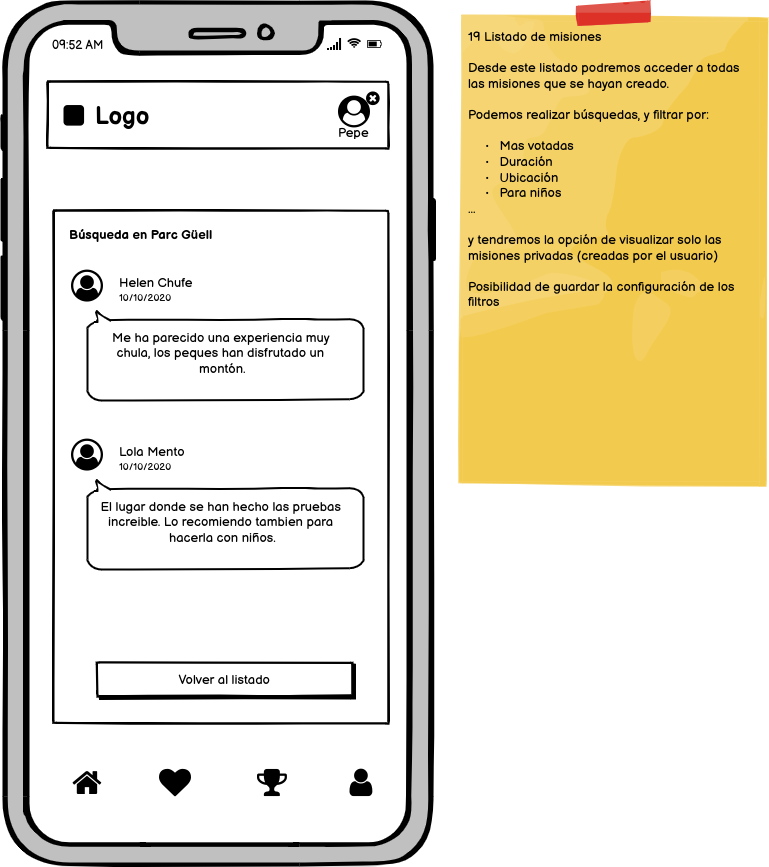 09:52 AM
Logo
Pepe
Búsqueda en Parc Güell
Helen Chufe
10/10/2020
Me ha parecido una experiencia muy
chula, los peques han disfrutado un
montón.
Lola Mento
10/10/2020
El lugar donde se han hecho las pruebas
increible. Lo recomiendo tambien para
hacerla con niños.
Volver al listado
19 Listado de misiones
Desde este listado podremos acceder a todas
las misiones que se hayan creado.
Podemos realizar búsquedas, y filtrar por:
• Mas votadas
• Duración
• Ubicación
• Para niños
...
y tendremos la opción de visualizar solo las
misiones privadas (creadas por el usuario)
Posibilidad de guardar la configuración de los
filtros